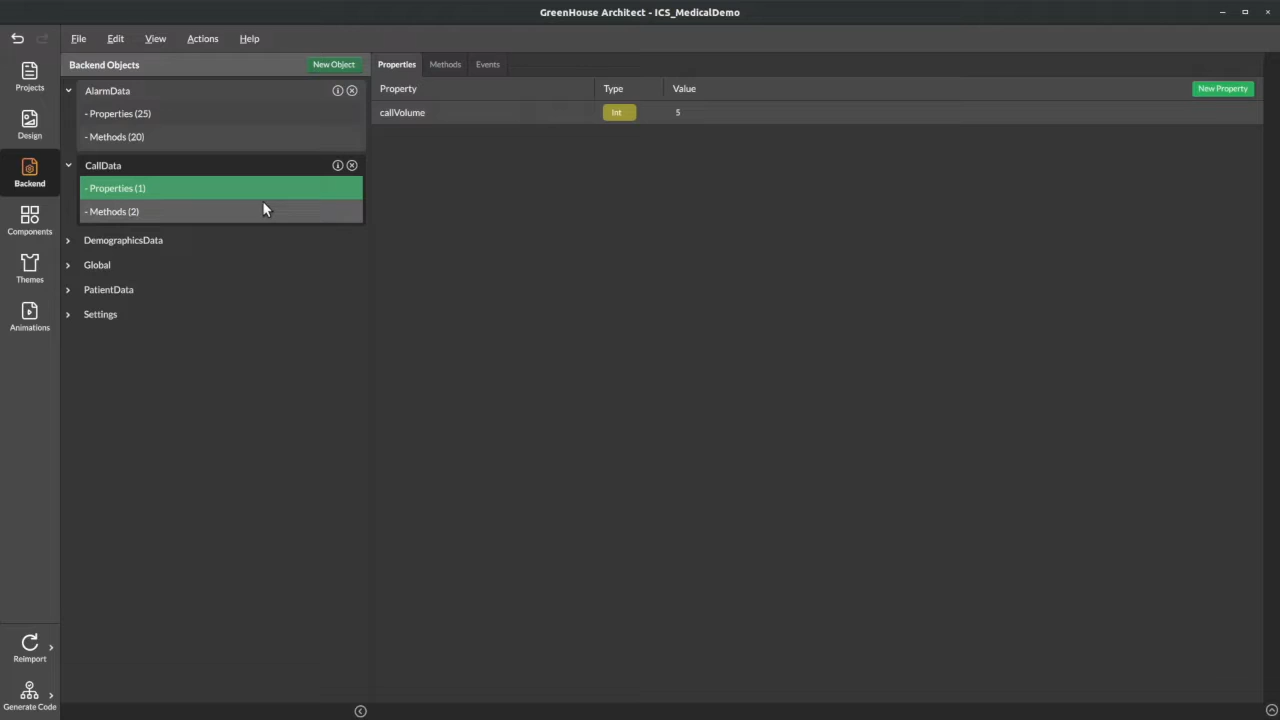 GreenHouse Architect - ICS_MedicalDemo
File Edit View Actions Help
Projects
Design
Backend
Components
Themes
Animations
Reimport
Generate Code
Backend Objects New Object
AlarmData
- Properties (25)
- Methods (20)
CallData
- Properties (1)
- Methods (2)
DemographicsData
Global
PatientData
Settings
Properties Methods Events
Property Type Value New Property
callVolume Int 5